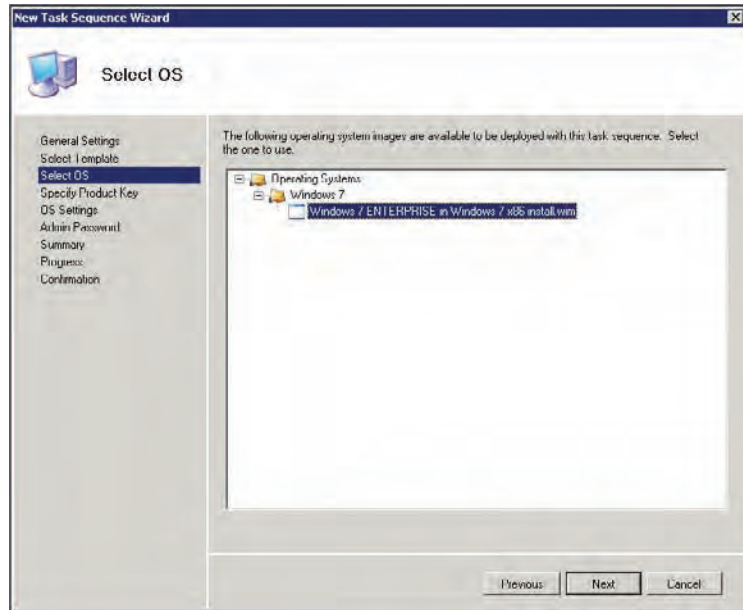 New Task Sequence Wizard
Select OS
General Settings
Select Template
Select OS
Specify Product Key
OS Settings
Admin Password
Summary
Progress
Confirmation
The following operating system images are available to be deployed with this task sequence. Select
the one to use.
Operating Systems
Windows 7
Windows 7 ENTERPRISE in Windows 7 x86 install.wim
Previous
Next
Cancel